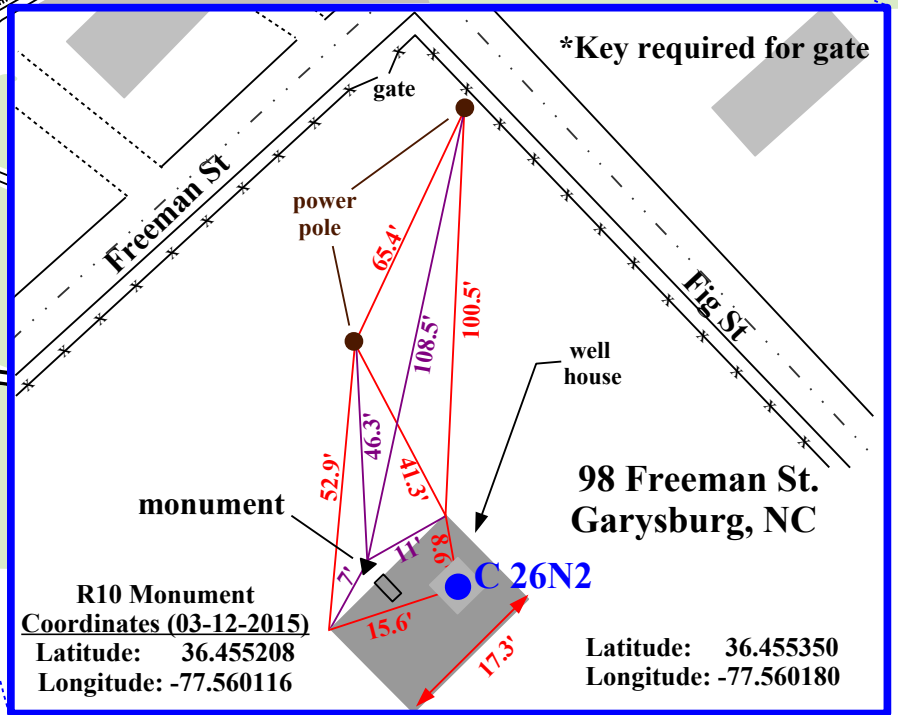 *Key required for gate
gate
Freeman St
power
pole
65.4'
108.5'
100.5'
Fig St
well
house
46.3'
52.9'
41.3'
98 Freeman St.
Garysburg, NC
monument
11'
9.8'
7'
C 26N2
15.6'
17.3'
R10 Monument
Coordinates (03-12-2015)
Latitude: 36.455208
Longitude: -77.560116
Latitude: 36.455350
Longitude: -77.560180